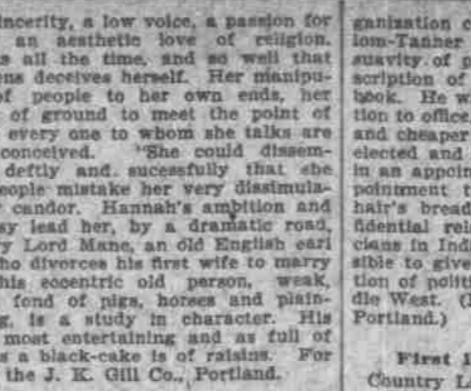 incerity, a low voice, a passion for
an aesthetic love of religion.
s all the time, and so well that
ens deceives herself. Her manipu-
of people to her own ends, her
of ground to meet the point of
every one to whom she talks are
conceived. "She could dissem-
deftly and. sucessfully that she
eople mistake her very dissimula-
candor. Hannah's ambition and
sy lead her, by a dramatic road,
ry Lord Mane, an old English earl
ho divorces his first wife to marry
his eccentric old person, weak,
fond of pigs, horses and plain-
g, is a study in character. His
most entertaining and as full of
s a black-cake is of raisins. For
the J. K. Gill Co., Portland.
ganization c
lom-Tanner
suavity of p
scription of
book. He w
tion to office
and cheaper
elected and
in an appoin
pointment
hair's bread
fidential rel
cians in Indi
sible to give
tion of politi
dle West. (
Portland.)
First
Country L